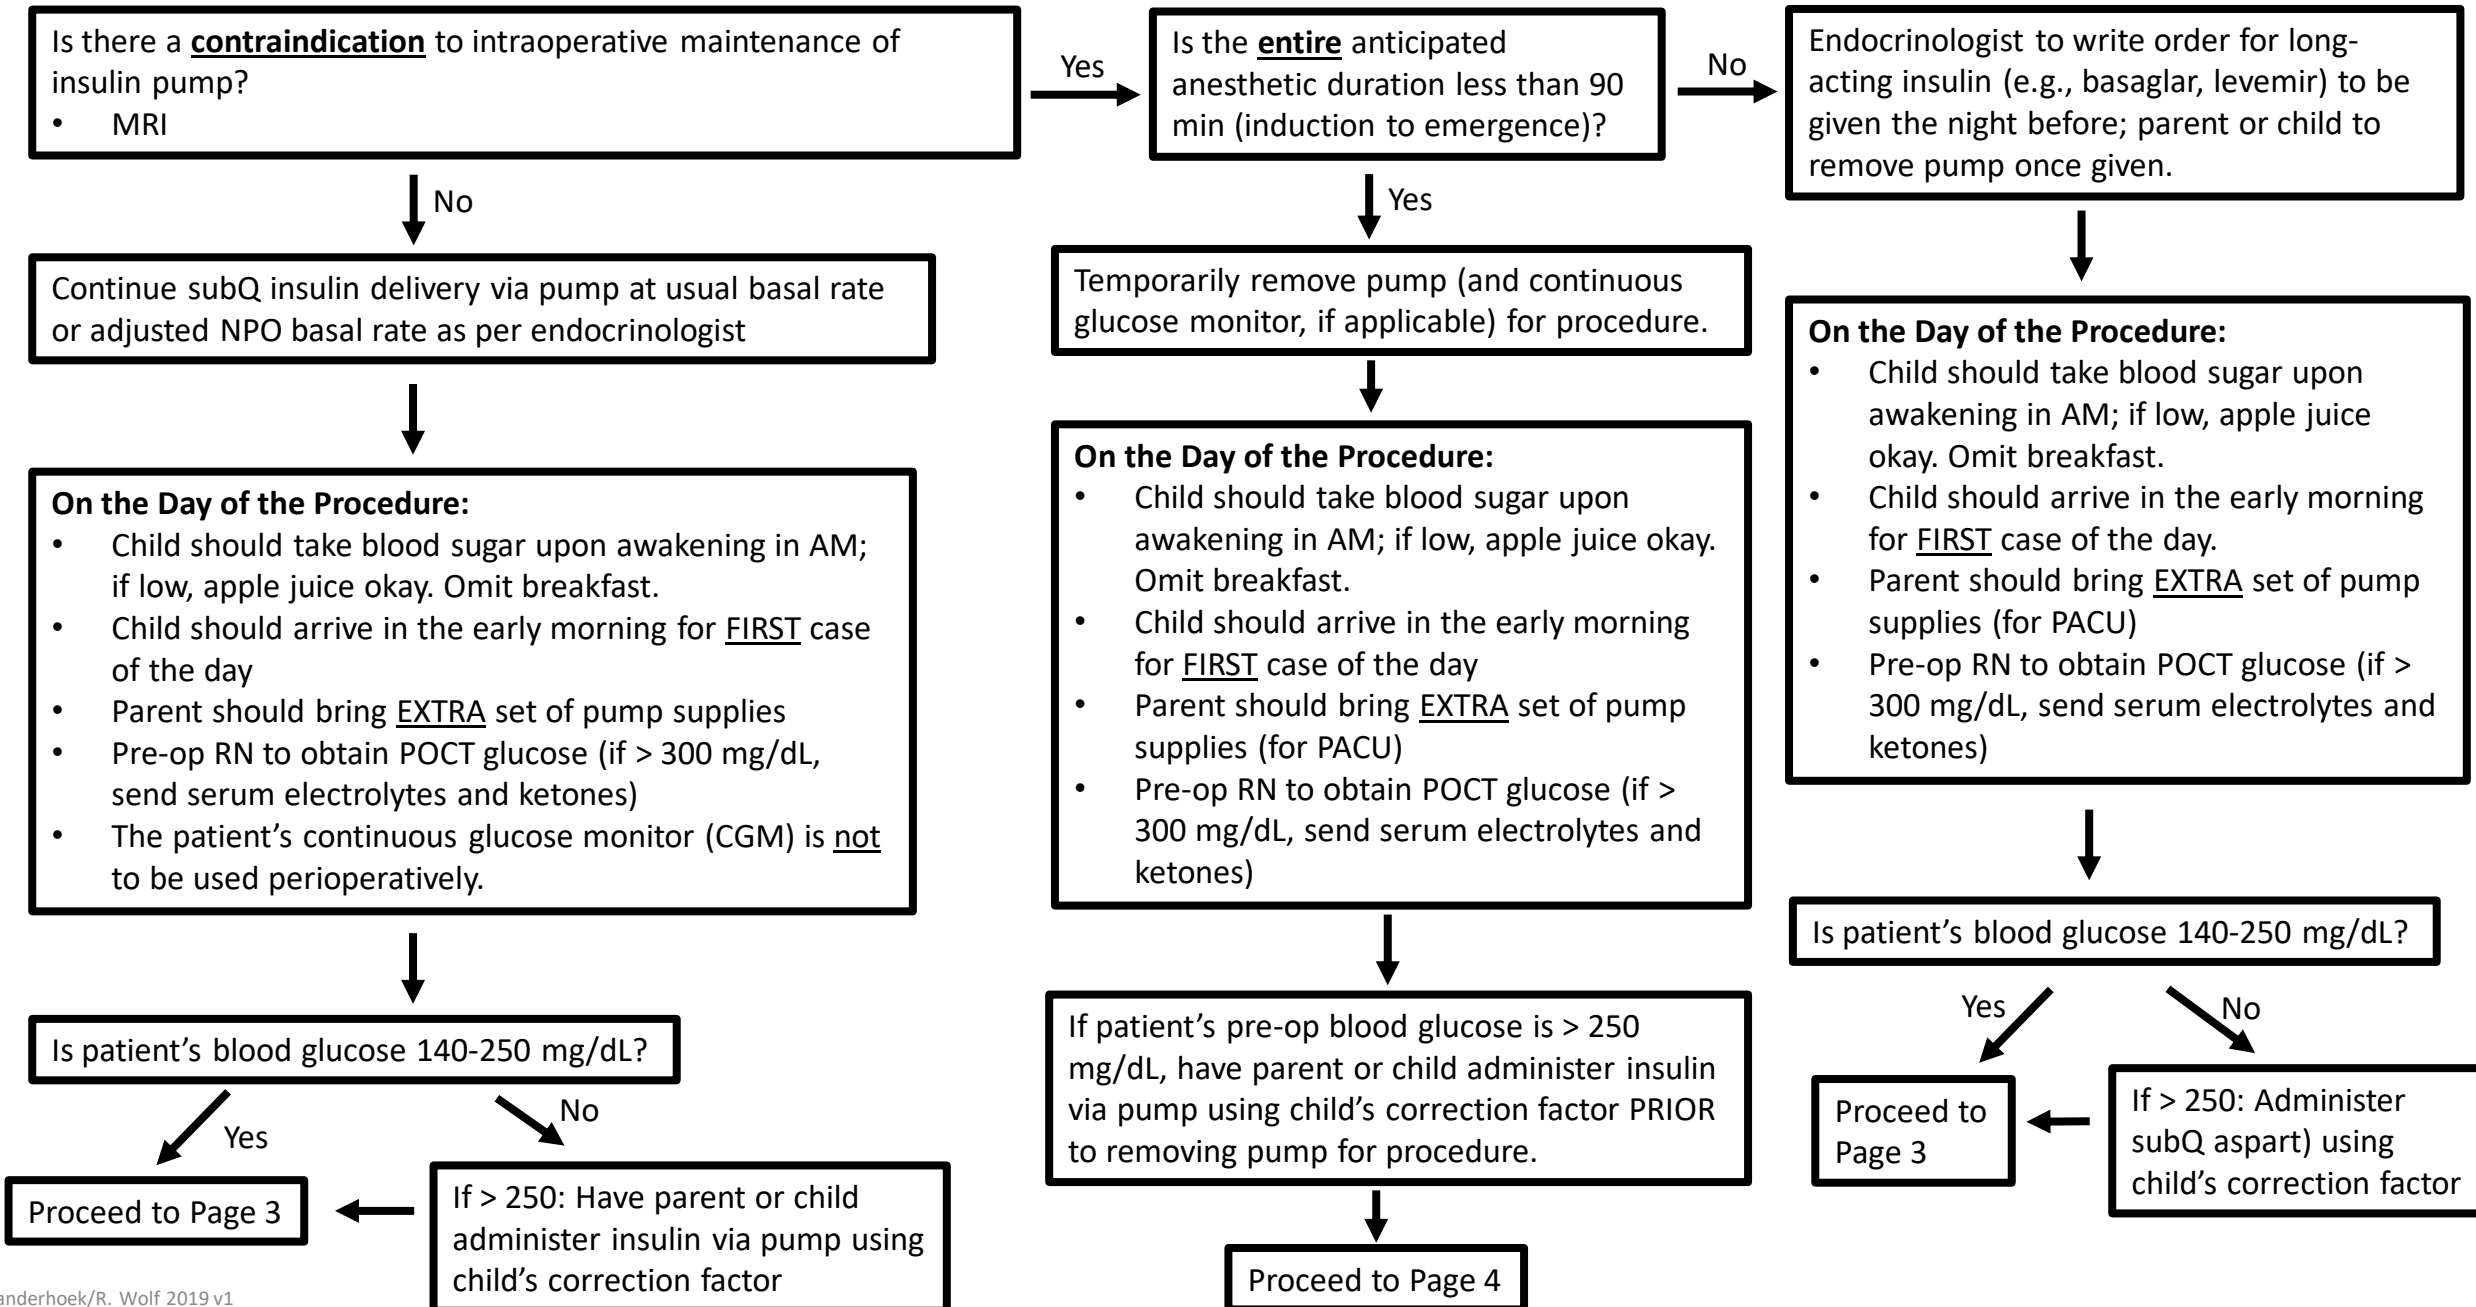 Is there a contraindication to intraoperative maintenance of
insulin pump?
• MRI
Yes
Is the entire anticipated
anesthetic duration less than 90
min (induction to emergence)?
No
Endocrinologist to write order for long-
acting insulin (e.g., basaglar, levemir) to be
given the night before; parent or child to
remove pump once given.
No
Continue subQ insulin delivery via pump at usual basal rate
or adjusted NPO basal rate as per endocrinologist
On the Day of the Procedure:
• Child should take blood sugar upon awakening in AM;
if low, apple juice okay. Omit breakfast.
• Child should arrive in the early morning for FIRST case
of the day
• Parent should bring EXTRA set of pump supplies
• Pre-op RN to obtain POCT glucose (if > 300 mg/dL,
send serum electrolytes and ketones)
• The patient’s continuous glucose monitor (CGM) is not
to be used perioperatively.
Is patient’s blood glucose 140-250 mg/dL?
Yes
No
Proceed to Page 3
If > 250: Have parent or child
administer insulin via pump using
child’s correction factor
Yes
Temporarily remove pump (and continuous
glucose monitor, if applicable) for procedure.
On the Day of the Procedure:
• Child should take blood sugar upon
awakening in AM; if low, apple juice okay.
Omit breakfast.
• Child should arrive in the early morning
for FIRST case of the day
• Parent should bring EXTRA set of pump
supplies (for PACU)
• Pre-op RN to obtain POCT glucose (if >
300 mg/dL, send serum electrolytes and
ketones)
If patient’s pre-op blood glucose is > 250
mg/dL, have parent or child administer insulin
via pump using child’s correction factor PRIOR
to removing pump for procedure.
Proceed to Page 4
On the Day of the Procedure:
• Child should take blood sugar upon
awakening in AM; if low, apple juice
okay. Omit breakfast.
• Child should arrive in the early morning
for FIRST case of the day.
• Parent should bring EXTRA set of pump
supplies (for PACU)
• Pre-op RN to obtain POCT glucose (if >
300 mg/dL, send serum electrolytes and
ketones)
Is patient’s blood glucose 140-250 mg/dL?
Yes
No
Proceed to
Page 3
If > 250: Administer
subQ aspart) using
child’s correction factor
anderhoek/R. Wolf 2019 v1